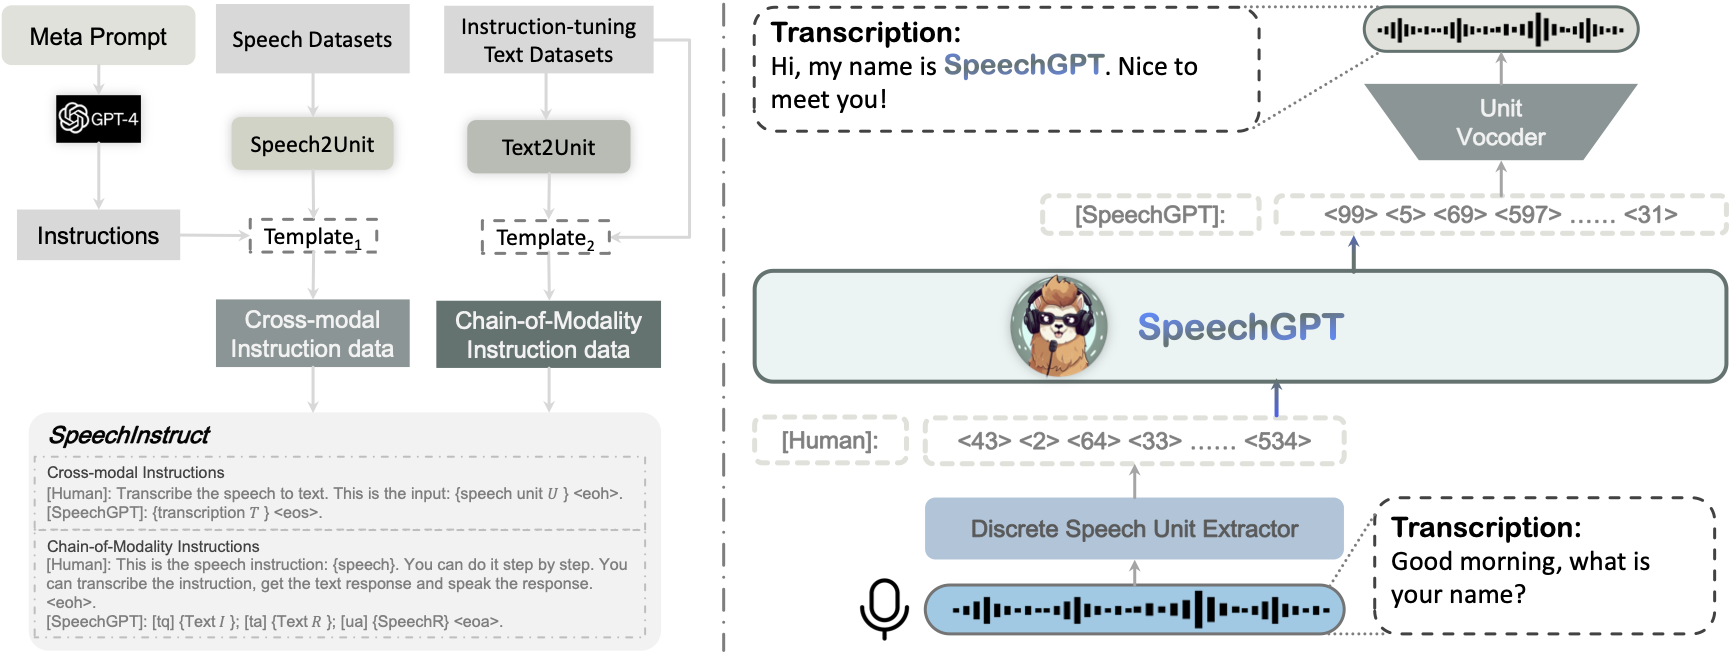 Meta Prompt
GPT-4
Instructions
Speech Datasets
Speech2Unit
Template1
Cross-modal
Instruction data
Instruction-tuning
Text Datasets
Text2Unit
Template2
Chain-of-Modality
Instruction data
SpeechInstruct
Cross-modal Instructions
[Human]: Transcribe the speech to text. This is the input: {speech unit U } <eoh>.
[SpeechGPT]: {transcription T } <eos>.
Chain-of-Modality Instructions
[Human]: This is the speech instruction: {speech}. You can do it step by step. You
can transcribe the instruction, get the text response and speak the response.
<eoh>.
[SpeechGPT]: [tq] {Text I }; [ta] {Text R }; [ua] {SpeechR} <eoa>.
Transcription:
Hi, my name is SpeechGPT. Nice to
meet you!
Unit
Vocoder
[SpeechGPT]: <99> <5> <69> <597> ...... <31>
SpeechGPT
[Human]: <43> <2> <64> <33> ...... <534>
Discrete Speech Unit Extractor
Transcription:
Good morning, what is
your name?